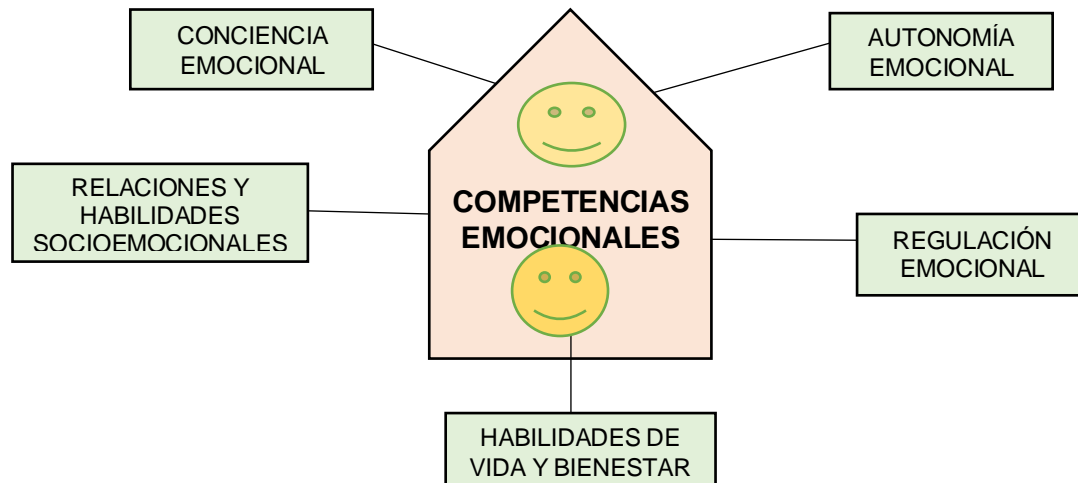 CONCIENCIA
EMOCIONAL
AUTONOMÍA
EMOCIONAL
RELACIONES Y
HABILIDADES
SOCIOEMOCIONALES
COMPETENCIAS
EMOCIONALES
REGULACIÓN
EMOCIONAL
HABILIDADES DE
VIDA Y BIENESTAR